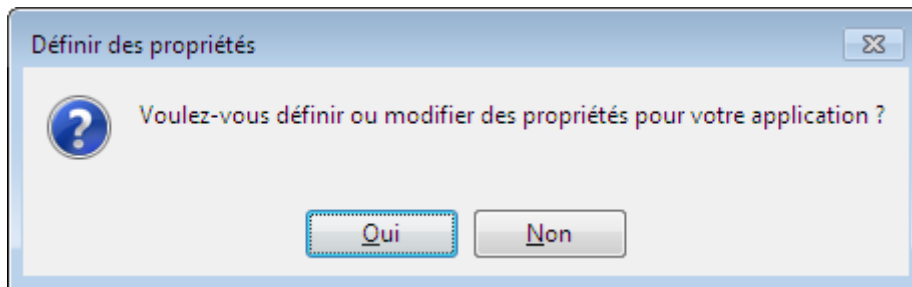 Définir des propriétés
Voulez-vous définir ou modifier des propriétés pour votre application ?
Oui
Non